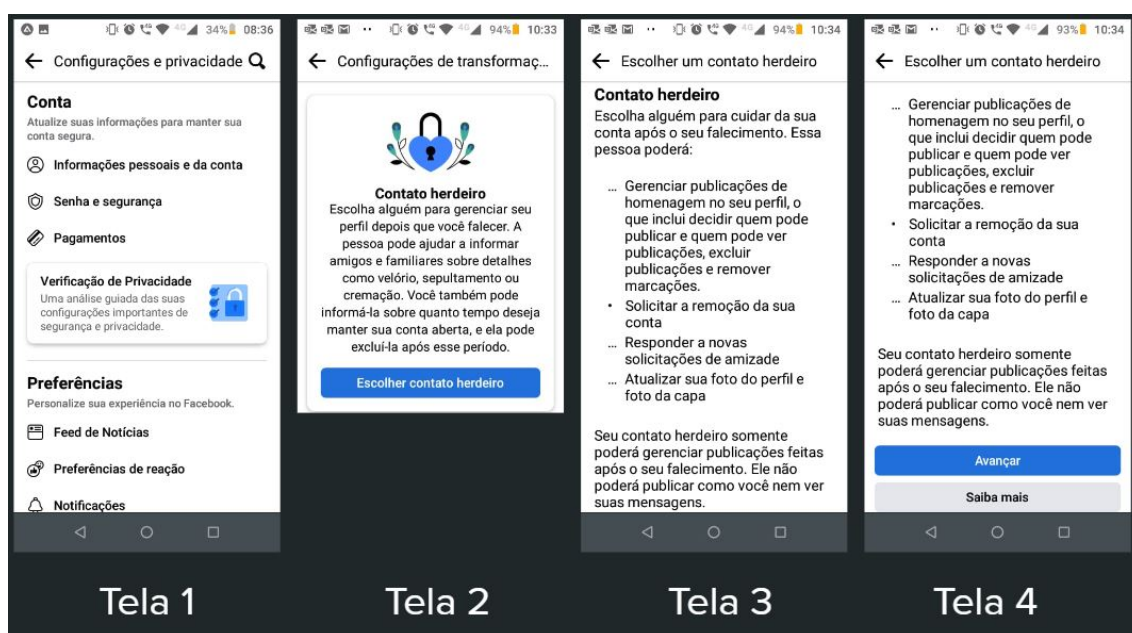 34% 08:36
Configurações e privacidade
Conta
Atualize suas informações para manter sua
conta segura.
Informações pessoais e da conta
Senha e segurança
Pagamentos
Verificação de Privacidade
Uma análise guiada das suas
configurações importantes de
segurança e privacidade.
Preferências
Personalize sua experiência no Facebook.
Feed de Notícias
Preferências de reação
Notificações
Tela 1
94% 10:33
Configurações de transformaç...
Contato herdeiro
Escolha alguém para gerenciar seu
perfil depois que você falecer. A
pessoa pode ajudar a informar
amigos e familiares sobre detalhes
como velório, sepultamento ou
cremação. Você também pode
informá-la sobre quanto tempo deseja
manter sua conta aberta, e ela pode
excluí-la após esse período.
Escolher contato herdeiro
Tela 2
94% 10:34
Escolher um contato herdeiro
Contato herdeiro
Escolha alguém para cuidar da sua
conta após o seu falecimento. Essa
pessoa poderá:
... Gerenciar publicações de
homenagem no seu perfil, o
que inclui decidir quem pode
publicar e quem pode ver
publicações, excluir
publicações e remover
marcações.
• Solicitar a remoção da sua
conta
... Responder a novas
solicitações de amizade
... Atualizar sua foto do perfil e
foto da capa
Seu contato herdeiro somente
poderá gerenciar publicações feitas
após o seu falecimento. Ele não
poderá publicar como você nem ver
suas mensagens.
Tela 3
93% 10:34
Escolher um contato herdeiro
... Gerenciar publicações de
homenagem no seu perfil, o
que inclui decidir quem pode
publicar e quem pode ver
publicações, excluir
publicações e remover
marcações.
• Solicitar a remoção da sua
conta
... Responder a novas
solicitações de amizade
... Atualizar sua foto do perfil e
foto da capa
Seu contato herdeiro somente
poderá gerenciar publicações feitas
após o seu falecimento. Ele não
poderá publicar como você nem ver
suas mensagens.
Avançar
Saiba mais
Tela 4